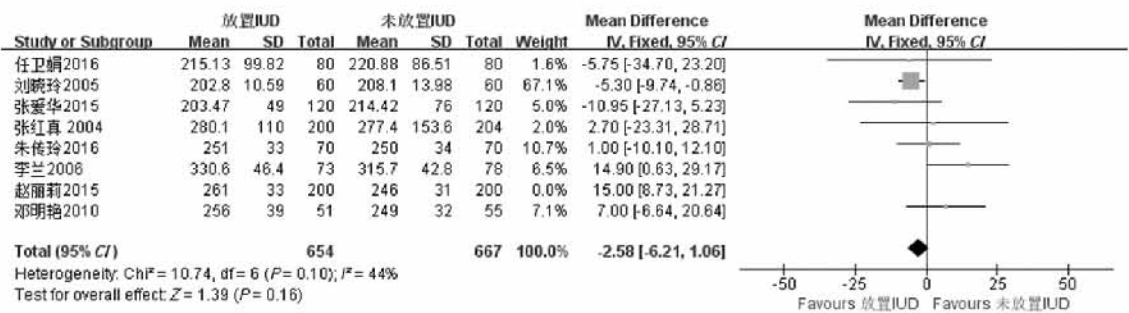 放置IUD 未放置IUD Mean Difference Mean Difference
Study or Subgroup Mean SD Total Mean SD Total Weight IV, Fixed, 95% CI IV, Fixed, 95% CI
任卫娟2016 215.13 99.82 80 220.88 86.51 80 1.6% -5.75 [-34.70, 23.20]
刘晓玲2005 202.8 10.59 60 208.1 13.98 60 67.1% -5.30 [-9.74, -0.86]
张爱华2015 203.47 49 120 214.42 76 120 5.0% -10.95 [-27.13, 5.23]
张红真 2004 280.1 110 200 277.4 153.6 204 2.0% 2.70 [-23.31, 28.71]
朱传玲2016 251 33 70 250 34 70 10.7% 1.00 [-10.10, 12.10]
李兰2006 330.6 46.4 73 315.7 42.8 78 6.5% 14.90 [0.63, 29.17]
赵丽莉2015 261 33 200 246 31 200 0.0% 15.00 [8.73, 21.27]
邓明艳2010 256 39 51 249 32 55 7.1% 7.00 [-6.64, 20.64]
Total (95% CI) 654 667 100.0% -2.58 [-6.21, 1.06]
Heterogeneity: Chi² = 10.74, df = 6 (P = 0.10); I² = 44%
Test for overall effect: Z = 1.39 (P = 0.16)
-50 -25 0 25 50
Favours 放置IUD Favours 未放置IUD